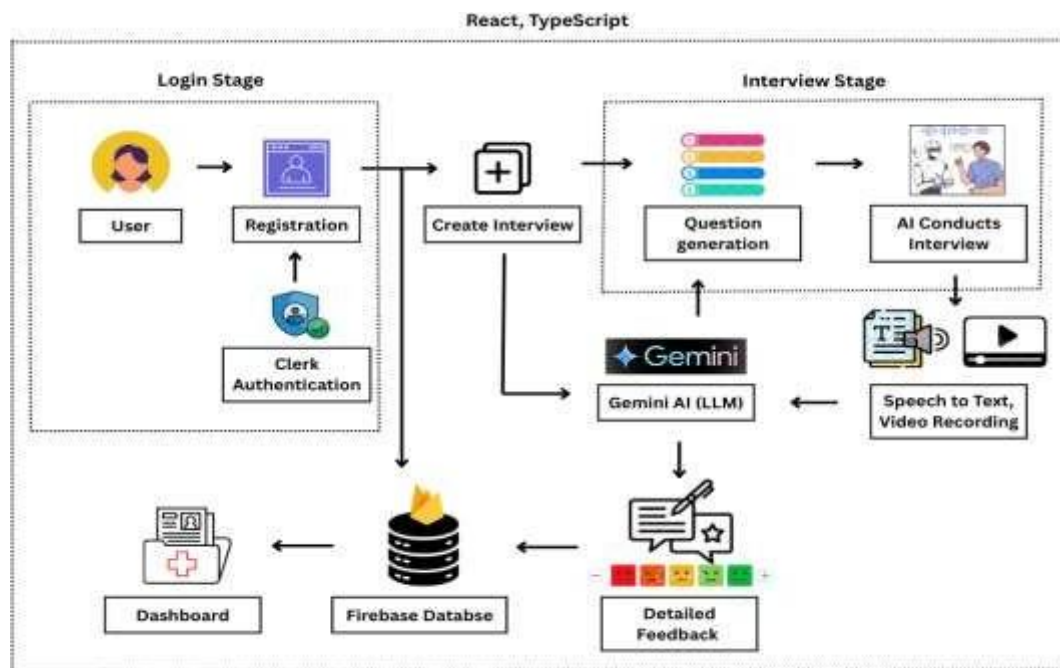 React, TypeScript
Login Stage
Interview Stage
User
Registration
Create Interview
Question
generation
AI Conducts
Interview
Clerk
Authentication
Gemini
Gemini AI (LLM)
T
Speech to Text,
Video Recording
Dashboard
Firebase Databse
Detailed
Feedback